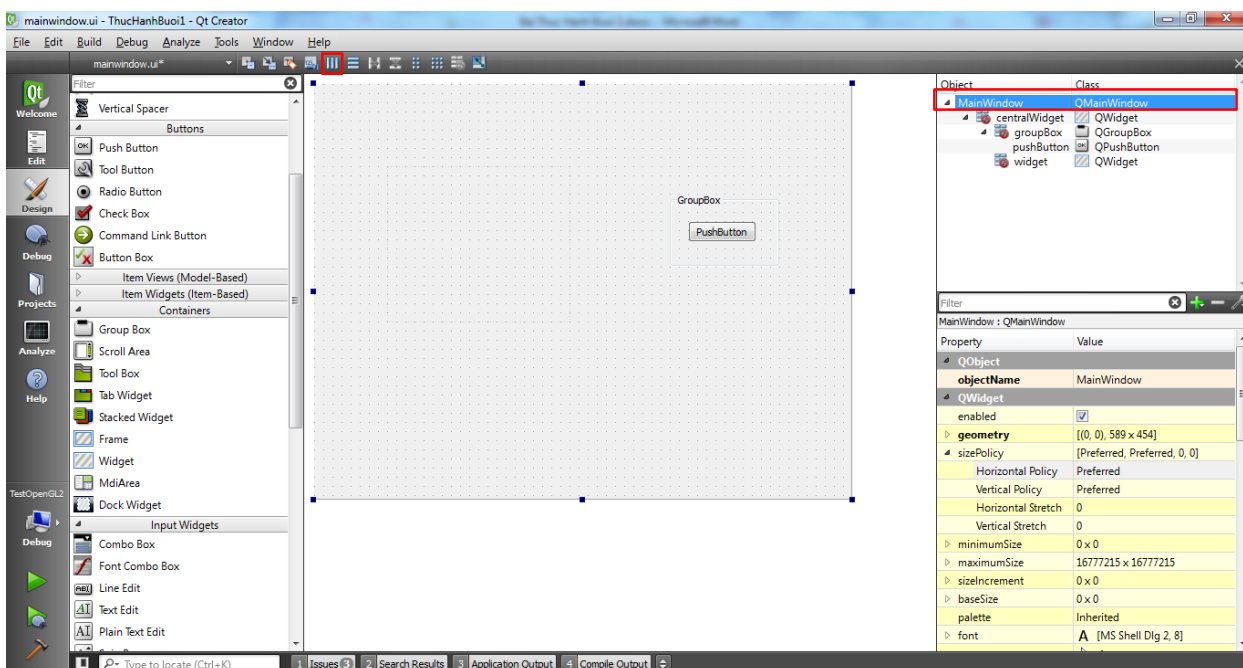 mainwindow.ui - ThucHanhBuoi1 - Qt Creator
File Edit Build Debug Analyze Tools Window Help
mainwindow.ui*
Welcome
Edit
Design
Debug
Projects
Analyze
Help
TestOpenGL2
Debug
Filter
Vertical Spacer
Buttons
OK Push Button
Tool Button
Radio Button
Check Box
Command Link Button
Button Box
Item Views (Model-Based)
Item Widgets (Item-Based)
Containers
Group Box
Scroll Area
Tool Box
Tab Widget
Stacked Widget
Frame
Widget
MdiArea
Dock Widget
Input Widgets
Combo Box
Font Combo Box
ABI Line Edit
AI Text Edit
AI Plain Text Edit
GroupBox
PushButton
Object Class
MainWindow QMainWindow
centralWidget QWidget
groupBox QGroupBox
pushButton QPushButton
widget QWidget
Filter
MainWindow : QMainWindow
Property Value
QObject
objectName MainWindow
QWidget
enabled
geometry [(0, 0), 589 x 454]
sizePolicy [Preferred, Preferred, 0, 0]
Horizontal Policy Preferred
Vertical Policy Preferred
Horizontal Stretch 0
Vertical Stretch 0
minimumSize 0 x 0
maximumSize 16777215 x 16777215
sizeIncrement 0 x 0
baseSize 0 x 0
palette Inherited
font A [MS Shell Dlg 2, 8]
Type to locate (Ctrl+K) 1 Issues 3 2 Search Results 3 Application Output 4 Compile Output